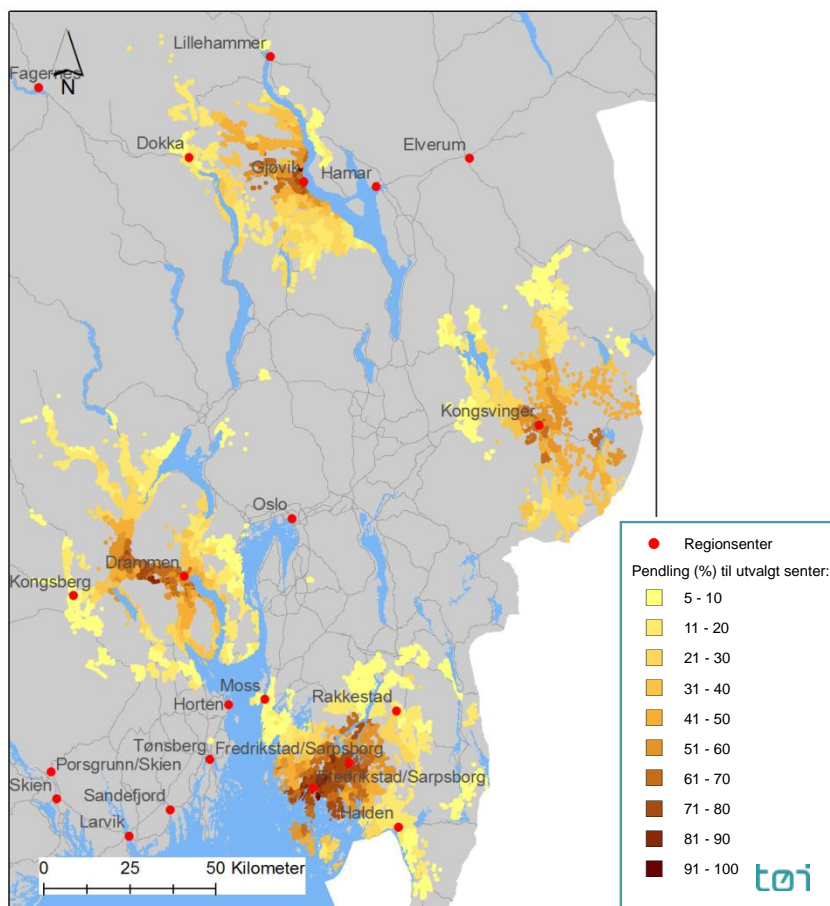 Lillehammer
Fagernes
N
Dokka
Elverum
Gjøvik
Hamar
Kongsvinger
Oslo
Drammen
Kongsberg
Moss
Rakkestad
Horten
Tønsberg
Fredrikstad/Sarpsborg
Porsgrunn/Skien
Fredrikstad/Sarpsborg
Skien
Sandefjord
Halden
Larvik
0 25 50 Kilometer
Regionsenter
Pendling (%) til utvalgt senter:
5 - 10
11 - 20
21 - 30
31 - 40
41 - 50
51 - 60
61 - 70
71 - 80
81 - 90
91 - 100
tøi